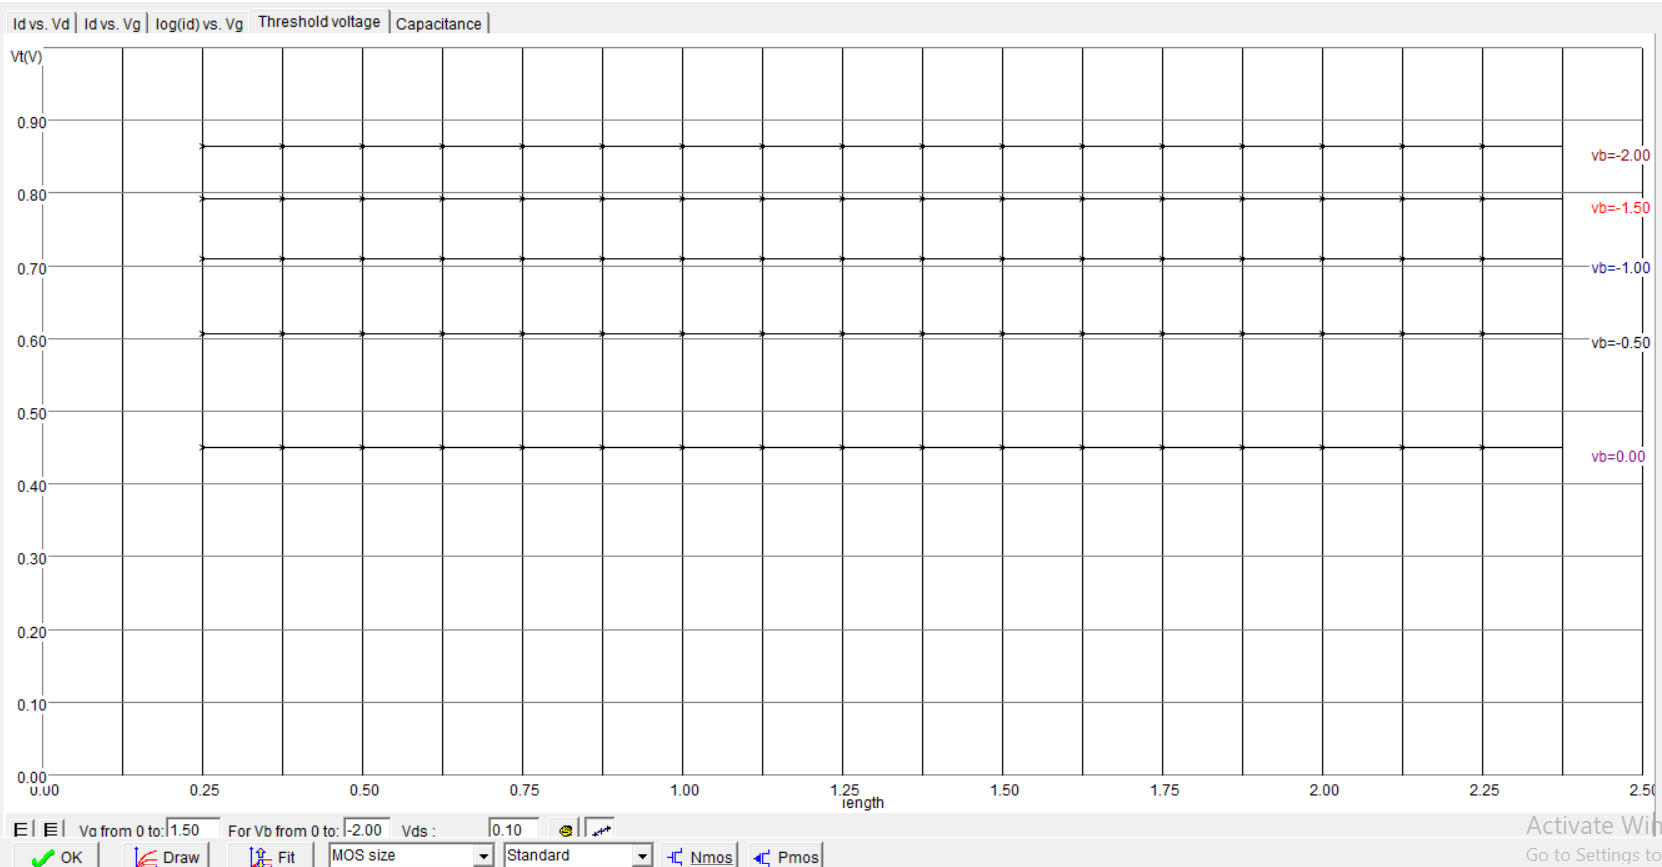 Id vs. Vd Id vs. Vg log(id) vs. Vg Threshold voltage Capacitance
Vt(V)
0.90
vb=-2.00
0.80
vb=-1.50
0.70
vb=-1.00
0.60
vb=-0.50
0.50
vb=0.00
0.40
0.30
0.20
0.10
0.00
0.00 0.25 0.50 0.75 1.00 1.25 1.50 1.75 2.00 2.25 2.50
length
Vg from 0 to: 1.50 For Vb from 0 to: -2.00 Vds : 0.10
Activate Win
OK Draw Fit MOS size Standard Nmos Pmos
Go to Settings to